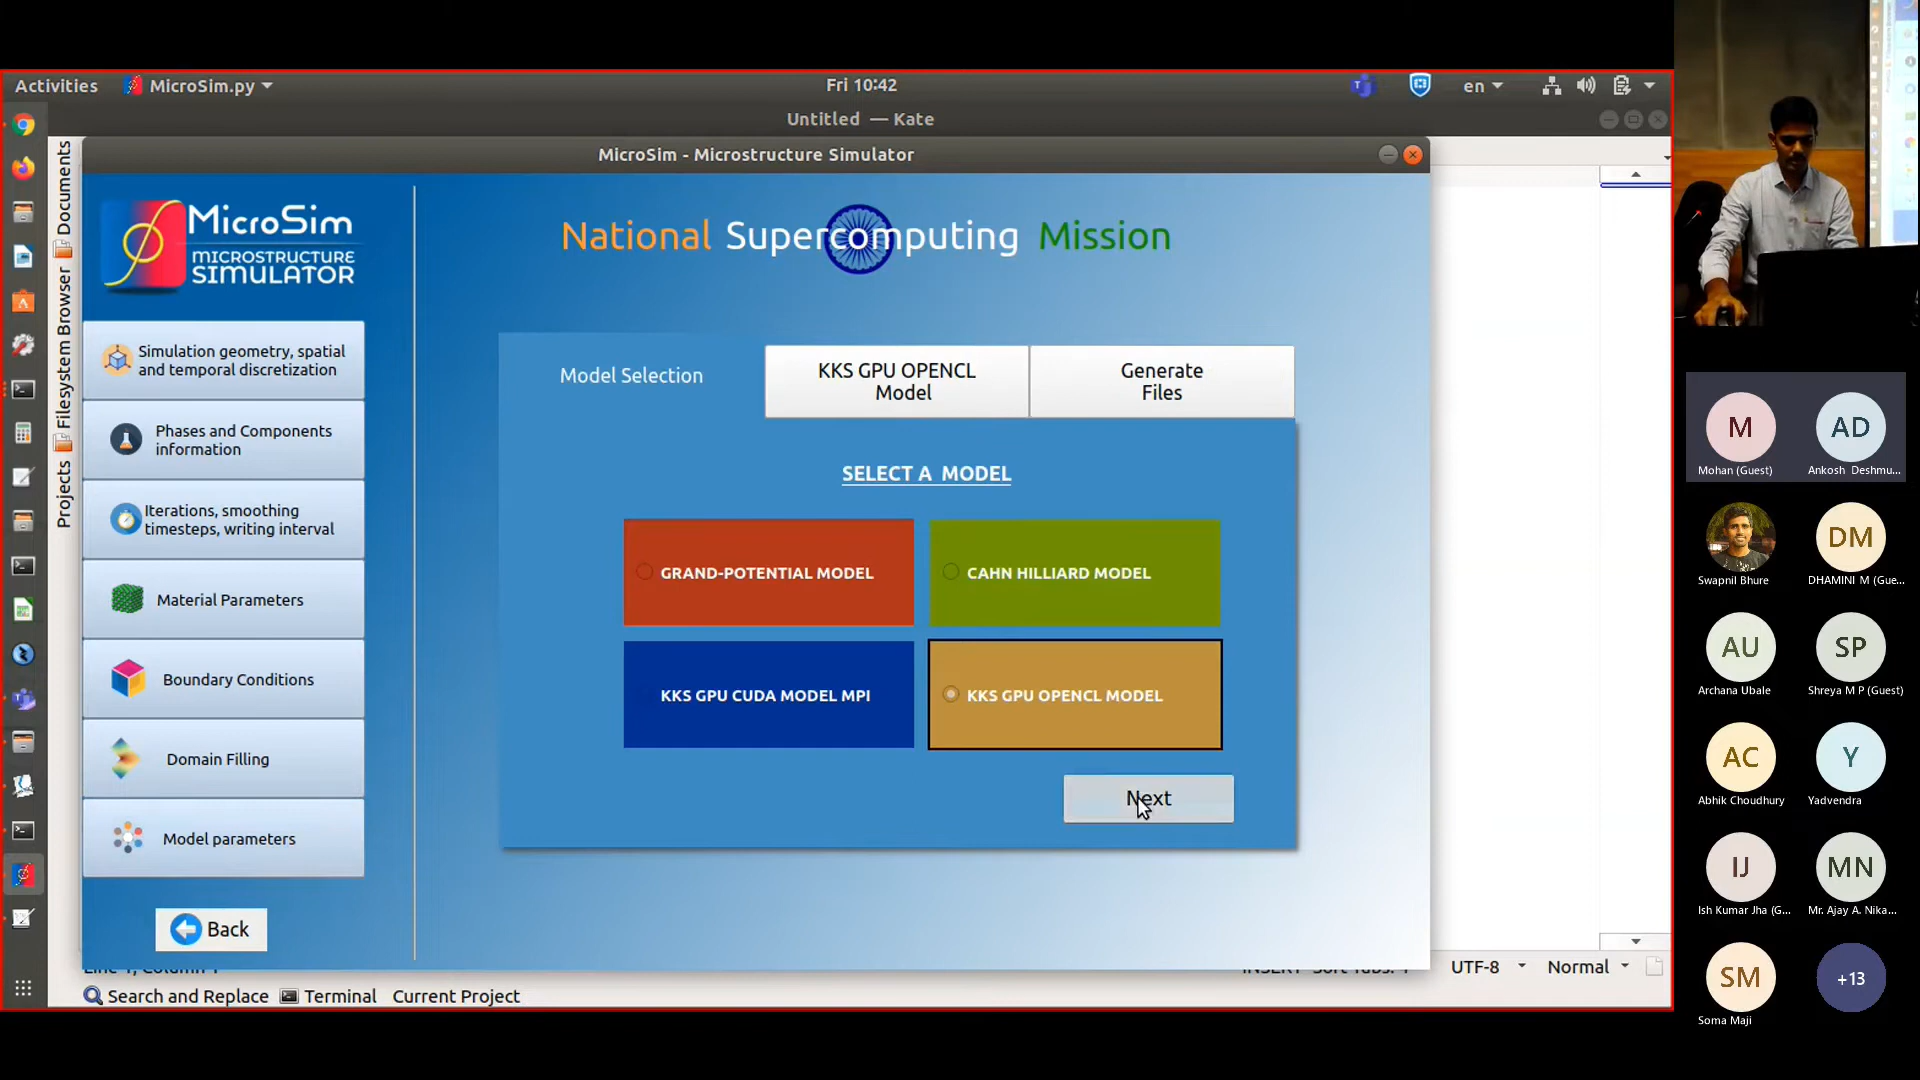 Activities
MicroSim.py
Fri 10:42
en
Untitled — Kate
MicroSim - Microstructure Simulator
Documents
Filesystem Browser
Projects
MicroSim
MICROSTRUCTURE
SIMULATOR
National Supercomputing Mission
Simulation geometry, spatial
and temporal discretization
Phases and Components
information
Iterations, smoothing
timesteps, writing interval
Material Parameters
Boundary Conditions
Domain Filling
Model parameters
Back
Model Selection
KKS GPU OPENCL
Model
Generate
Files
SELECT A MODEL
GRAND-POTENTIAL MODEL
CAHN HILLIARD MODEL
KKS GPU CUDA MODEL MPI
KKS GPU OPENCL MODEL
Next
UTF-8
Normal
Search and Replace
Terminal
Current Project
M
Mohan (Guest)
AD
Ankosh Deshmu...
Swapnil Bhure
DM
DHAMINI M (Gue...
AU
Archana Ubale
SP
Shreya M P (Guest)
AC
Abhik Choudhury
Y
Yadvendra
IJ
Ish Kumar Jha (G...
MN
Mr. Ajay A. Nika...
SM
Soma Maji
+13